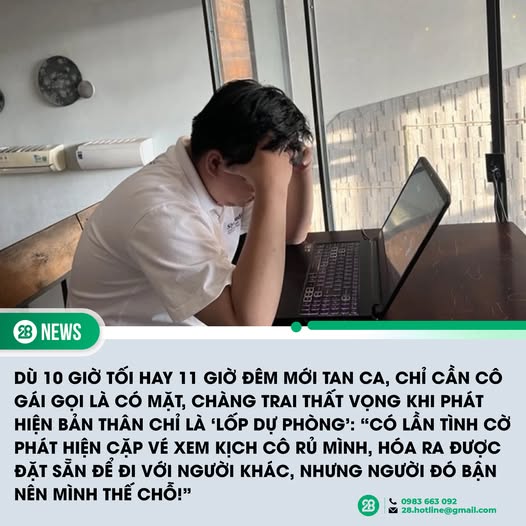 28 NEWS
DÙ 10 GIỜ TỐI HAY 11 GIỜ ĐÊM MỚI TAN CA, CHỈ CẦN CÔ
GÁI GỌI LÀ CÓ MẶT, CHÀNG TRAI THẤT VỌNG KHI PHÁT
HIỆN BẢN THÂN CHỈ LÀ ‘LỐP DỰ PHÒNG’: “CÓ LẦN TÌNH CỜ
PHÁT HIỆN CẶP VÉ XEM KỊCH CÔ RỦ MÌNH, HÓA RA ĐƯỢC
ĐẶT SẴN ĐỂ ĐI VỚI NGƯỜI KHÁC, NHƯNG NGƯỜI ĐÓ BẬN
NÊN MÌNH THẾ CHỖ!”
28
0983 663 092
28.hotline@gmail.com